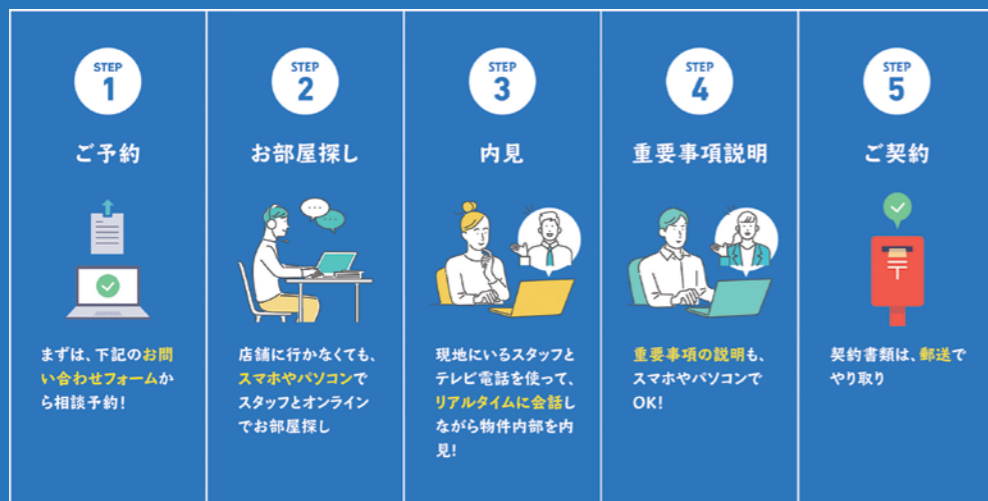 STEP
1
ご予約
まずは、下記のお問
い合わせフォームか
ら相談予約!
STEP
2
お部屋探し
店舗に行かなくても、
スマホやパソコンで
スタッフとオンライン
でお部屋探し
STEP
3
内見
現地にいるスタッフと
テレビ電話を使って、
リアルタイムに会話し
ながら物件内部を内
見!
STEP
4
重要事項説明
重要事項の説明も、
スマホやパソコンで
OK!
STEP
5
ご契約
〒
契約書類は、郵送で
やり取り